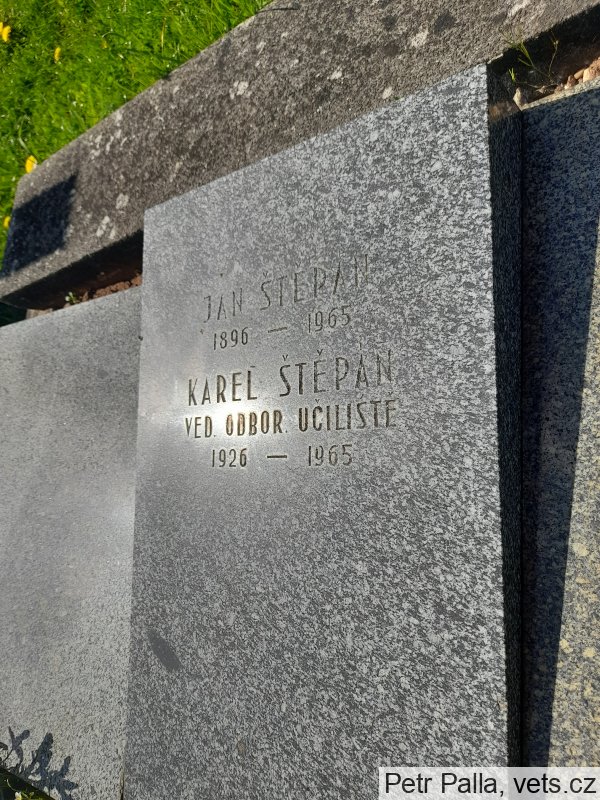 JAN ŠTĚPÁN
1896 — 1965
KAREL ŠTĚPÁN
VED. ODBOR. UČILIŠTĚ
1926 — 1965
Petr Palla, vets.cz